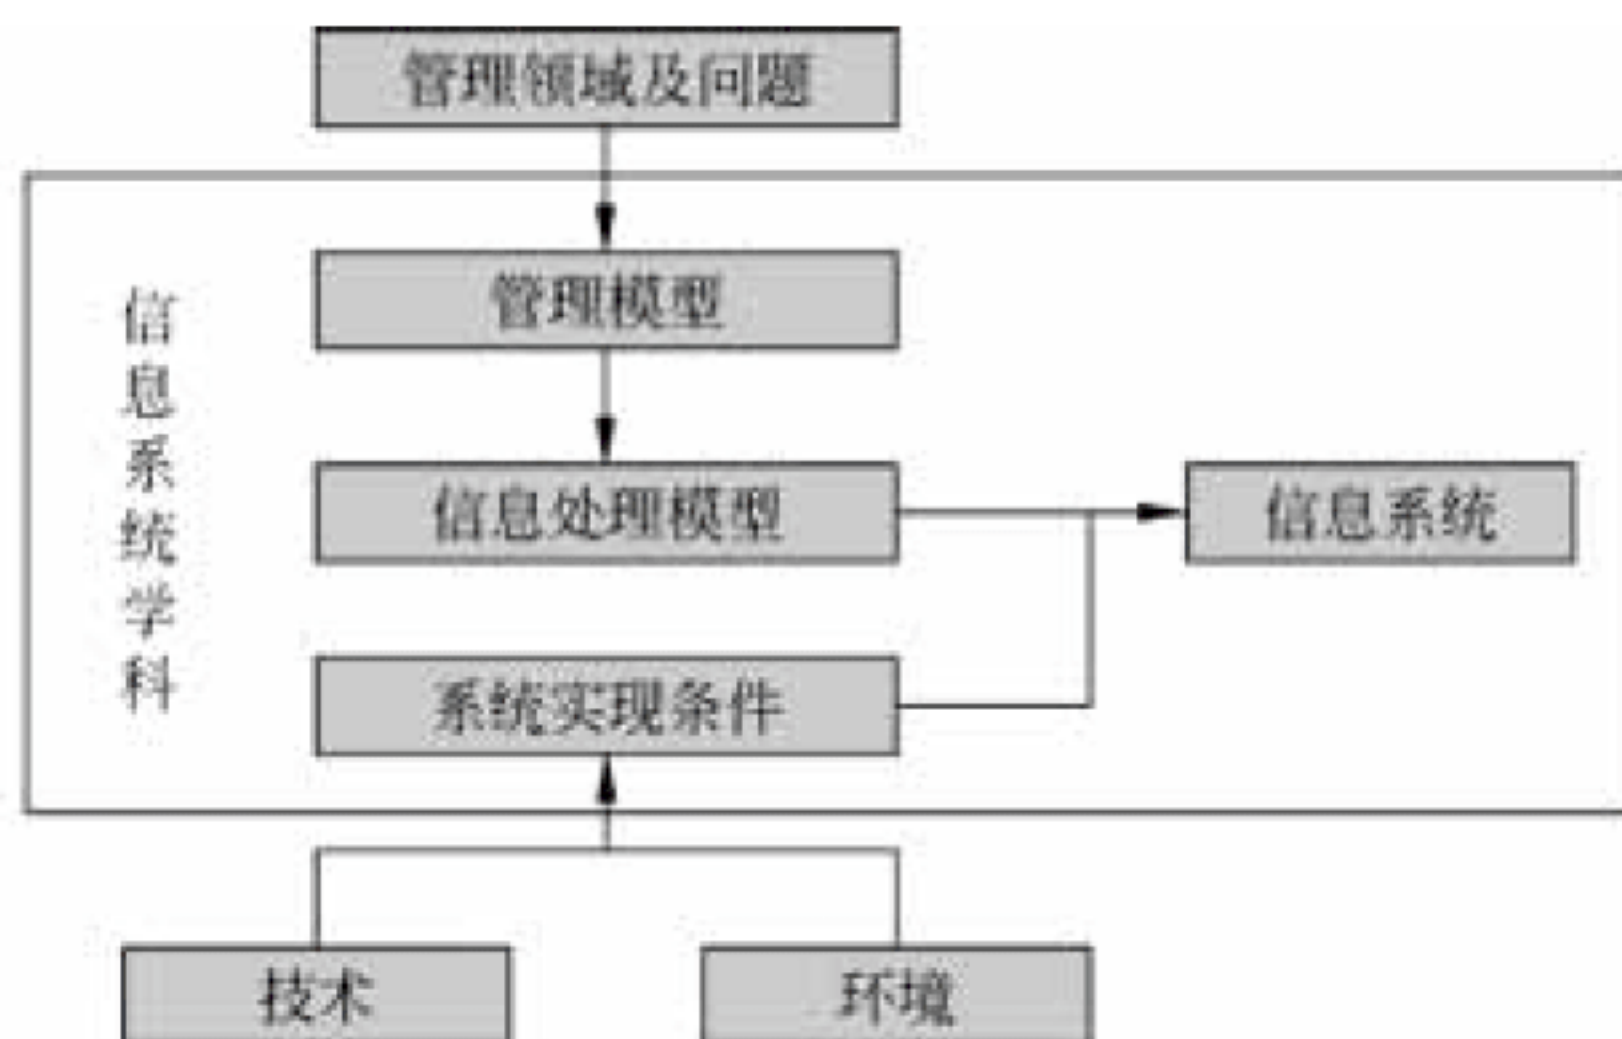 管理领域及问题
管理模型
信息系统学科
信息处理模型
信息系统
系统实现条件
技术
环境